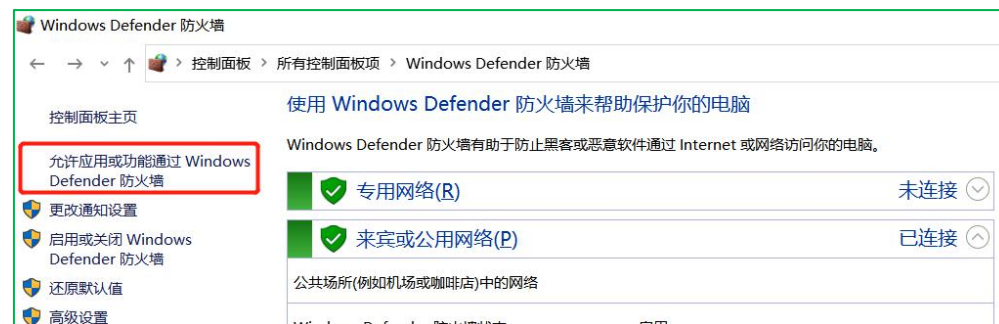 Windows Defender 防火墙
控制面板 > 所有控制面板项 > Windows Defender 防火墙
控制面板主页
允许应用或功能通过 Windows
Defender 防火墙
更改通知设置
启用或关闭 Windows
Defender 防火墙
还原默认值
高级设置
使用 Windows Defender 防火墙来帮助保护你的电脑
Windows Defender 防火墙有助于防止黑客或恶意软件通过 Internet 或网络访问你的电脑。
专用网络(R) 未连接
来宾或公用网络(P) 已连接
公共场所(例如机场或咖啡店)中的网络